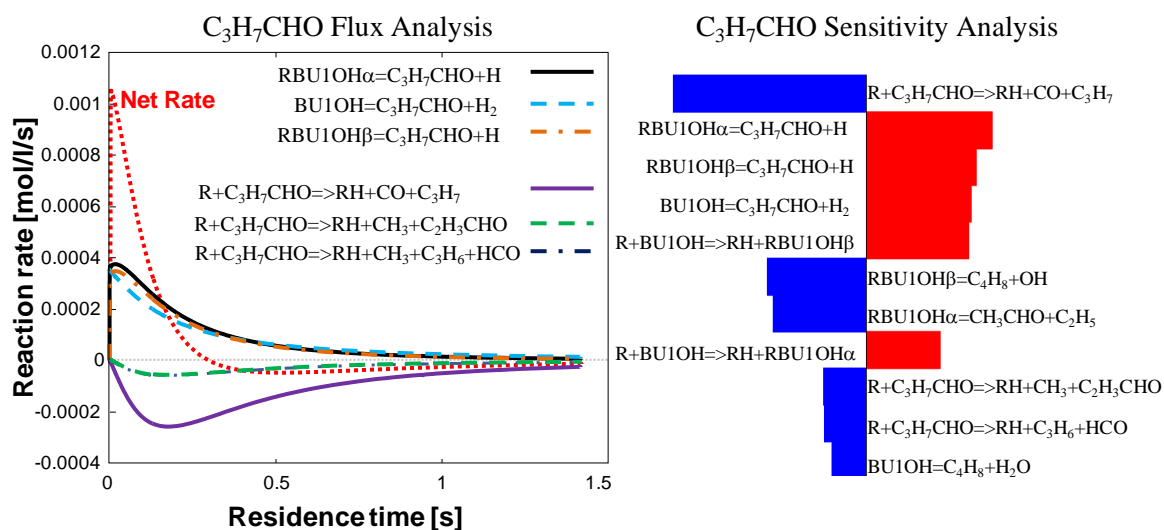 C₃H₇CHO Flux Analysis
0.0012
0.001
0.0008
0.0006
0.0004
0.0002
0
-0.0002
-0.0004
Reaction rate [mol/l/s]
Net Rate
RBU1OHα=C₃H₇CHO+H
BU1OH=C₃H₇CHO+H₂
RBU1OHβ=C₃H₇CHO+H
R+C₃H₇CHO=>RH+CO+C₃H₇
R+C₃H₇CHO=>RH+CH₃+C₂H₃CHO
R+C₃H₇CHO=>RH+CH₃+C₃H₆+HCO
0
0.5
1
1.5
Residence time [s]
C₃H₇CHO Sensitivity Analysis
R+C₃H₇CHO=>RH+CO+C₃H₇
RBU1OHα=C₃H₇CHO+H
RBU1OHβ=C₃H₇CHO+H
BU1OH=C₃H₇CHO+H₂
R+BU1OH=>RH+RBU1OHβ
RBU1OHβ=C₄H₈+OH
RBU1OHα=CH₃CHO+C₂H₅
R+BU1OH=>RH+RBU1OHα
R+C₃H₇CHO=>RH+CH₃+C₂H₃CHO
R+C₃H₇CHO=>RH+C₃H₆+HCO
BU1OH=C₄H₈+H₂O